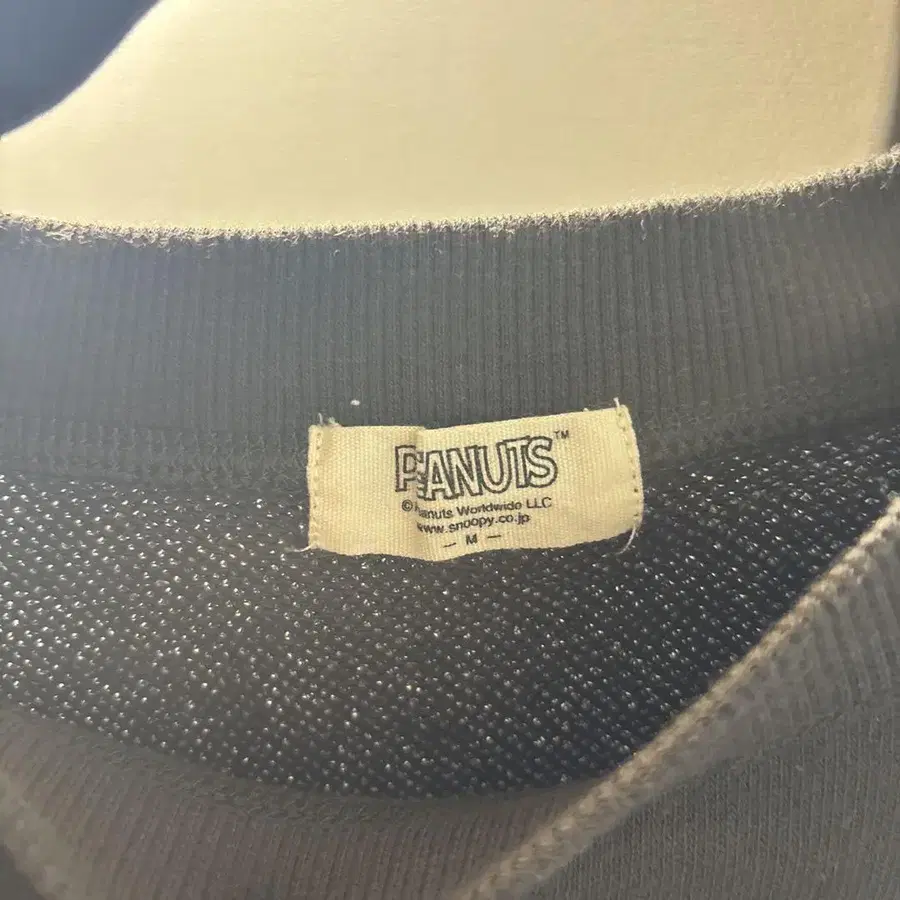 PEANUTS™
© Peanuts Worldwide LLC
www.snoopy.co.jp
- M -